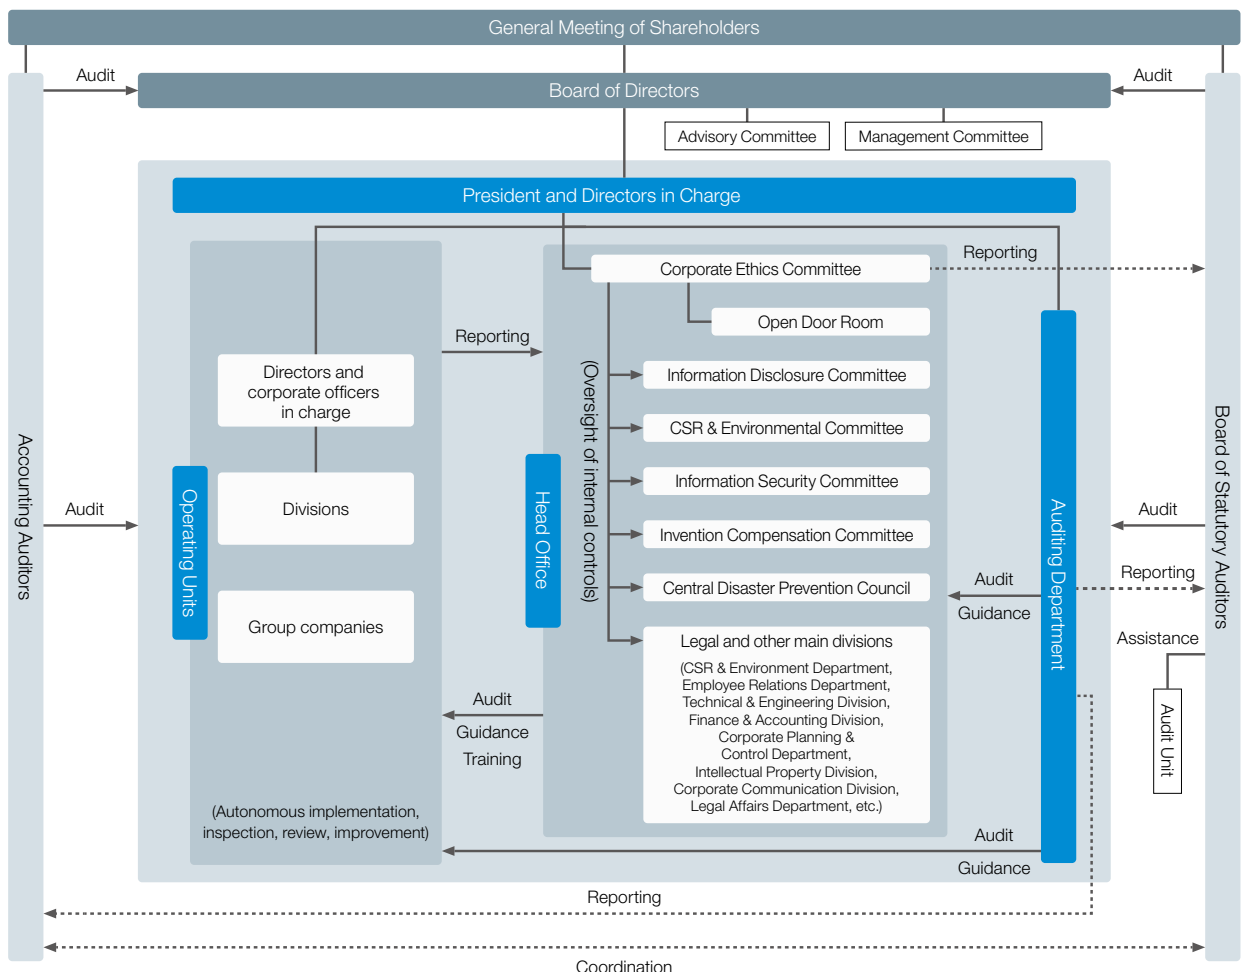 General Meeting of Shareholders
Audit
Board of Directors
Audit
Advisory Committee
Management Committee
President and Directors in Charge
Corporate Ethics Committee
Reporting
Open Door Room
Reporting
Directors and
corporate officers
in charge
Information Disclosure Committee
CSR & Environmental Committee
(Oversight of internal controls)
Accounting Auditors
Board of Statutory Auditors
Operating Units
Head Office
Auditing Department
Information Security Committee
Audit
Divisions
Audit
Invention Compensation Committee
Central Disaster Prevention Council
Audit
Guidance
Reporting
Group companies
Legal and other main divisions
(CSR & Environment Department,
Employee Relations Department,
Technical & Engineering Division,
Finance & Accounting Division,
Corporate Planning &
Control Department,
Intellectual Property Division,
Corporate Communication Division,
Legal Affairs Department, etc.)
Assistance
Audit Unit
Audit
Guidance
Training
(Autonomous implementation,
inspection, review, improvement)
Audit
Guidance
Reporting
Coordination